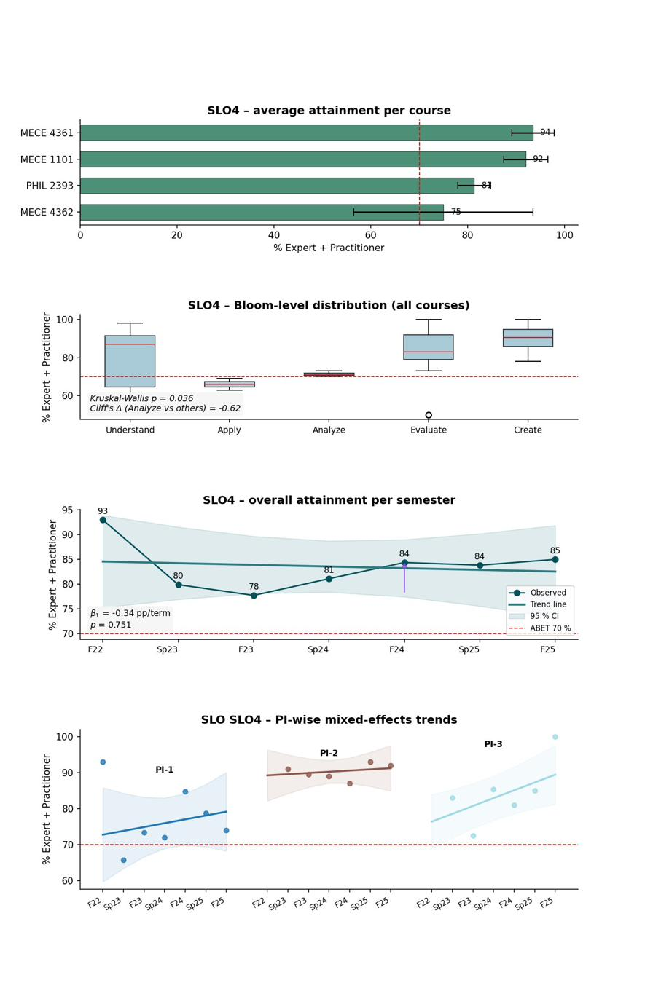 SLO4 – average attainment per course
MECE 4361
94
MECE 1101
92
PHIL 2393
81
MECE 4362
75
0 20 40 60 80 100
% Expert + Practitioner
SLO4 – Bloom-level distribution (all courses)
% Expert + Practitioner
100
80
60
Kruskal-Wallis p = 0.036
Cliff's Δ (Analyze vs others) = -0.62
Understand Apply Analyze Evaluate Create
SLO4 – overall attainment per semester
% Expert + Practitioner
95
90
85
80
75
70
93 80 78 81 84 84 85
β₁ = -0.34 pp/term
p = 0.751
Observed
Trend line
95 % CI
ABET 70 %
F22 Sp23 F23 Sp24 F24 Sp25 F25
SLO SLO4 – PI-wise mixed-effects trends
% Expert + Practitioner
100
90
80
70
60
PI-1 PI-2 PI-3
F22 Sp23 F23 Sp24 F24 Sp25 F25 F22 Sp23 F23 Sp24 F24 Sp25 F25 F22 Sp23 F23 Sp24 F24 Sp25 F25